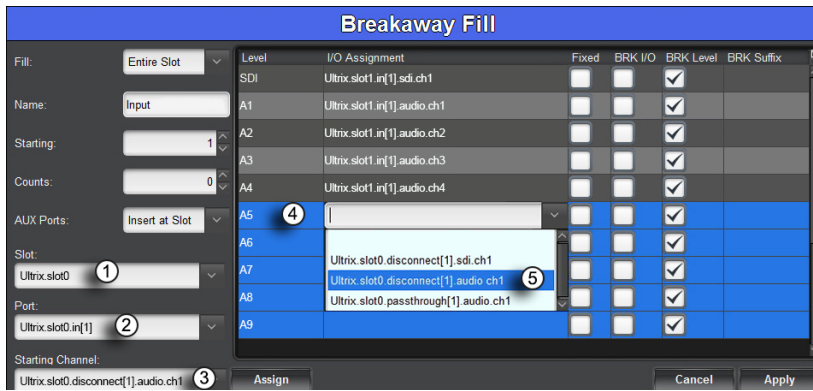 Breakaway Fill
Fill: Entire Slot
Name: Input
Starting: 1
Counts: 0
AUX Ports: Insert at Slot
Slot:
Ultrix.slot0 1
Port:
Ultrix.slot0.in[1] 2
Starting Channel:
Ultrix.slot0.disconnect[1].audio.ch1 3
Level I/O Assignment Fixed BRK I/O BRK Level BRK Suffix
SDI Ultrix.slot1.in[1].sdi.ch1
A1 Ultrix.slot1.in[1].audio.ch1
A2 Ultrix.slot1.in[1].audio.ch2
A3 Ultrix.slot1.in[1].audio.ch3
A4 Ultrix.slot1.in[1].audio.ch4
A5 4
A6
Ultrix.slot0.disconnect[1].sdi.ch1
A7
Ultrix.slot0.disconnect[1].audio ch1 5
A8
Ultrix.slot0.passthrough[1].audio.ch1
A9
Assign Cancel Apply